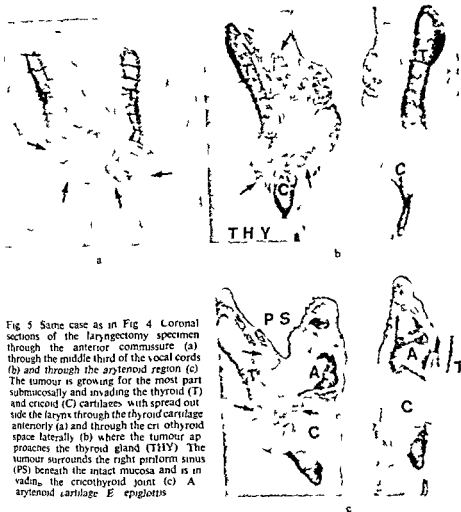 T
T
C
C
T H Y
a
b
P S
A
A
T
C
C
c
Fig 5 Same case as in Fig 4 Coronal
sections of the laryngectomy specimen
through the anterior commissure (a)
through the middle third of the vocal cords
(b) and through the arytenoid region (c)
The tumour is growing for the most part
submucosally and invading the thyroid (T)
and cricoid (C) cartilages with spread out
side the larynx through the thyroid cartilage
anteriorly (a) and through the cri othyroid
space laterally (b) where the tumour ap
proaches the thyroid gland (THY) The
tumour surrounds the right piriform sinus
(PS) beneath the intact mucosa and is in
vading the cricothyroid joint (c) A
arytenoid cartilage E epiglottis